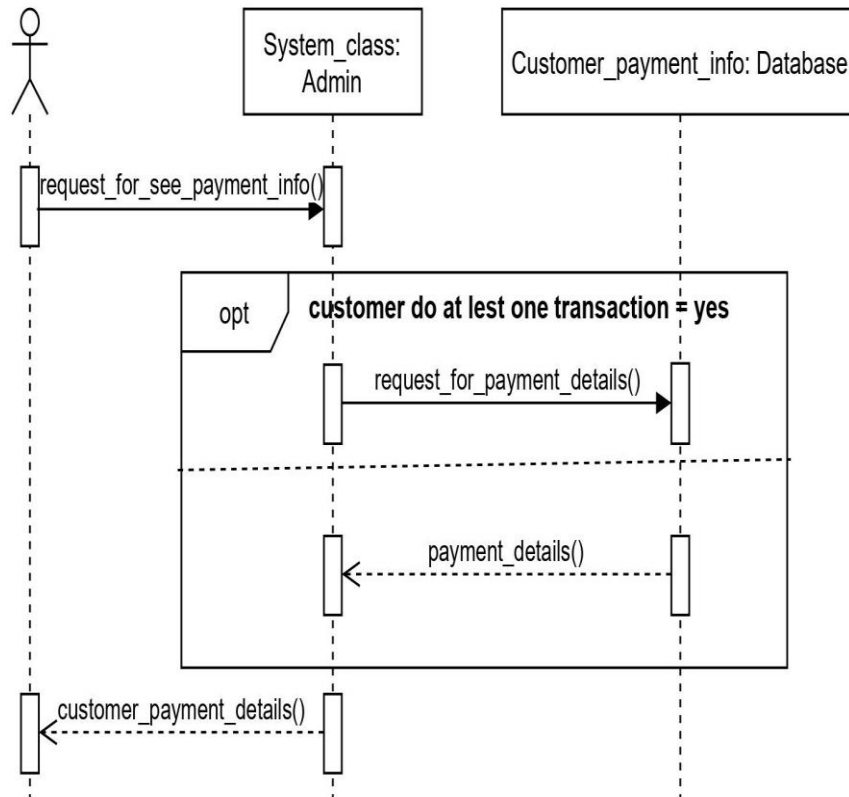 System_class:
Admin
Customer_payment_info: Database
request_for_see_payment_info()
opt
customer do at lest one transaction = yes
request_for_payment_details()
payment_details()
customer_payment_details()